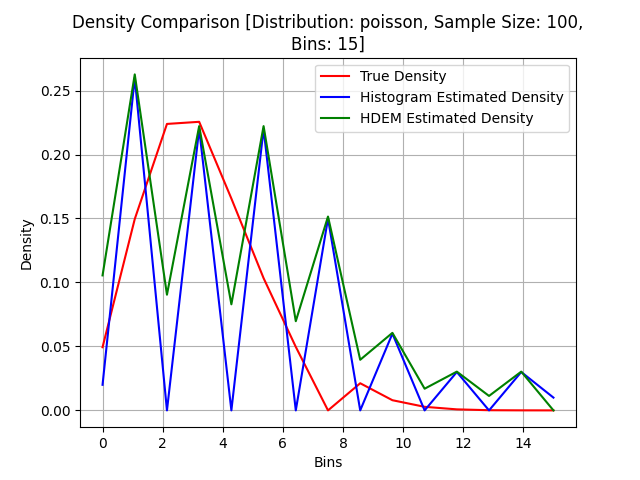 Density Comparison [Distribution: poisson, Sample Size: 100,
Bins: 15]
True Density
Histogram Estimated Density
HDEM Estimated Density
Density
0.25
0.20
0.15
0.10
0.05
0.00
0 2 4 6 8 10 12 14
Bins